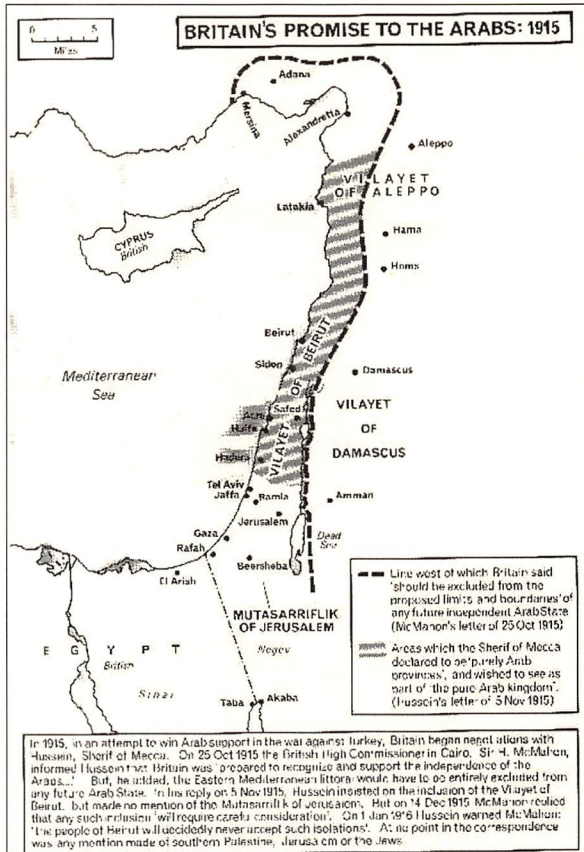 BRITAIN'S PROMISE TO THE ARABS: 1915
0 5
Miles
Adana
Mersina
Alexandretta
Aleppo
VILAYET
OF ALEPPO
Latakia
Hama
Homs
CYPRUS
British
Beirut
Sidon
Damascus
Mediterranean
Sea
VILAYET OF BEIRUT
Acre
Safed
Haifa
Hadera
VILAYET
OF
DAMASCUS
Tel Aviv
Jaffa
Ramla
Amman
Jerusalem
Gaza
Rafah
Dead
Sea
El Arish
Beersheba
MUTASARRIFLIK
OF JERUSALEM
EGYPT
British
Negev
Sinai
Taba
Akaba
Line west of which Britain said
'should be excluded from the
proposed limits and boundaries' of
any future independent Arab State
(McMahon's letter of 25 Oct 1915)
Areas which the Sherif of Mecca
declared to be 'purely Arab
provinces', and wished to see as
part of 'the pure Arab kingdom'.
(Hussein's letter of 5 Nov 1915)
In 1915, in an attempt to win Arab support in the war against Turkey, Britain began negotiations with
Hussein, Sherif of Mecca. On 25 Oct 1915 the British High Commissioner in Cairo, Sir H. McMahon,
informed Hussein that Britain was 'prepared to recognize and support the independence of the
Arabs...' But, he added, the Eastern Mediterranean littoral would have to be entirely excluded from
any future Arab State. In his reply on 5 Nov 1915, Hussein insisted on the inclusion of the Vilayet of
Beirut, but made no mention of the Mutasarriflik of Jerusalem. But on 14 Dec 1915 McMahon replied
that any such inclusion 'will require careful consideration'. On 1 Jan 1916 Hussein warned McMahon:
'the people of Beirut will decidedly never accept such isolations'. At no point in the correspondence
was any mention made of southern Palestine, Jerusalem or the Jews